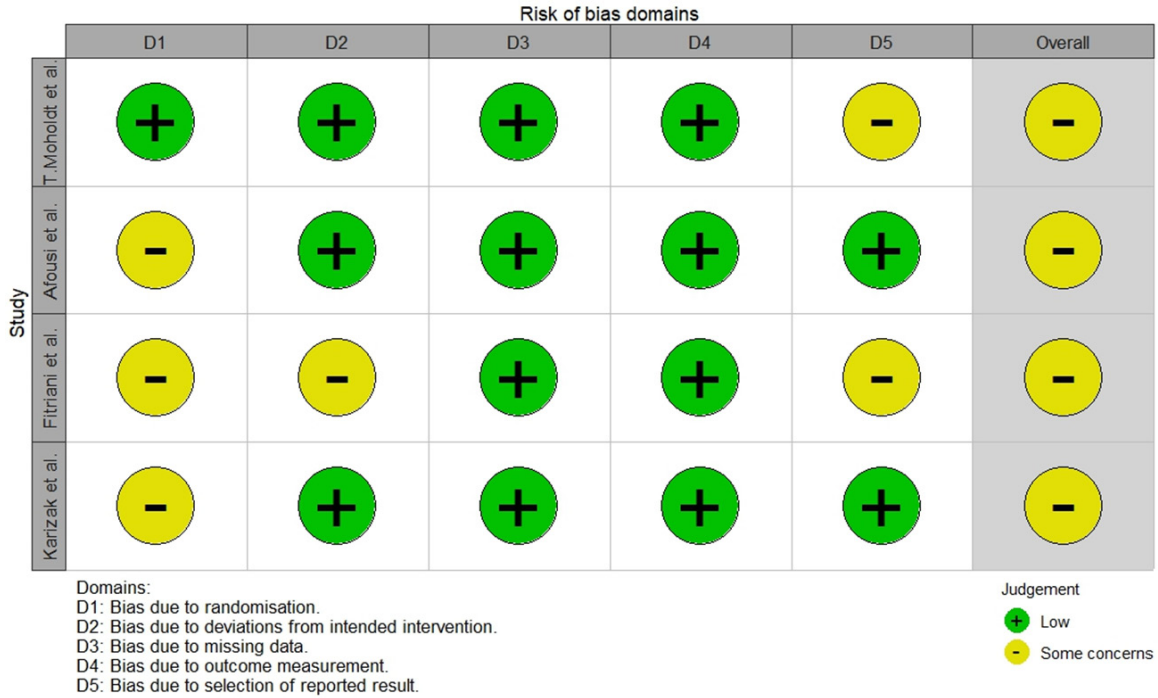 Risk of bias domains
D1 D2 D3 D4 D5 Overall
Study
T.Moholdt et al.
+ + + + - -
Afousi et al.
- + + + + -
Fitriani et al.
- - + + - -
Karizak et al.
- + + + + -
Domains:
D1: Bias due to randomisation.
D2: Bias due to deviations from intended intervention.
D3: Bias due to missing data.
D4: Bias due to outcome measurement.
D5: Bias due to selection of reported result.
Judgement
+ Low
- Some concerns